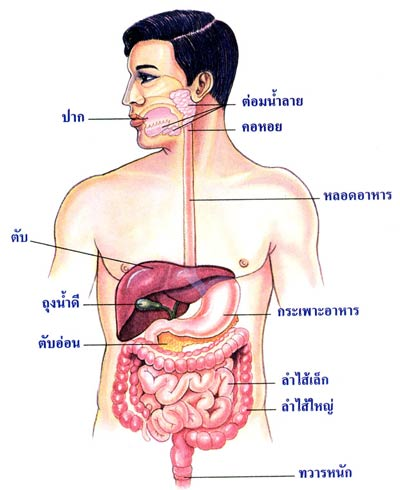 ต่อมน้ำลาย
ปาก
คอหอย
หลอดอาหาร
ตับ
ถุงน้ำดี
กระเพาะอาหาร
ตับอ่อน
ลำไส้เล็ก
ลำไส้ใหญ่
ทวารหนัก